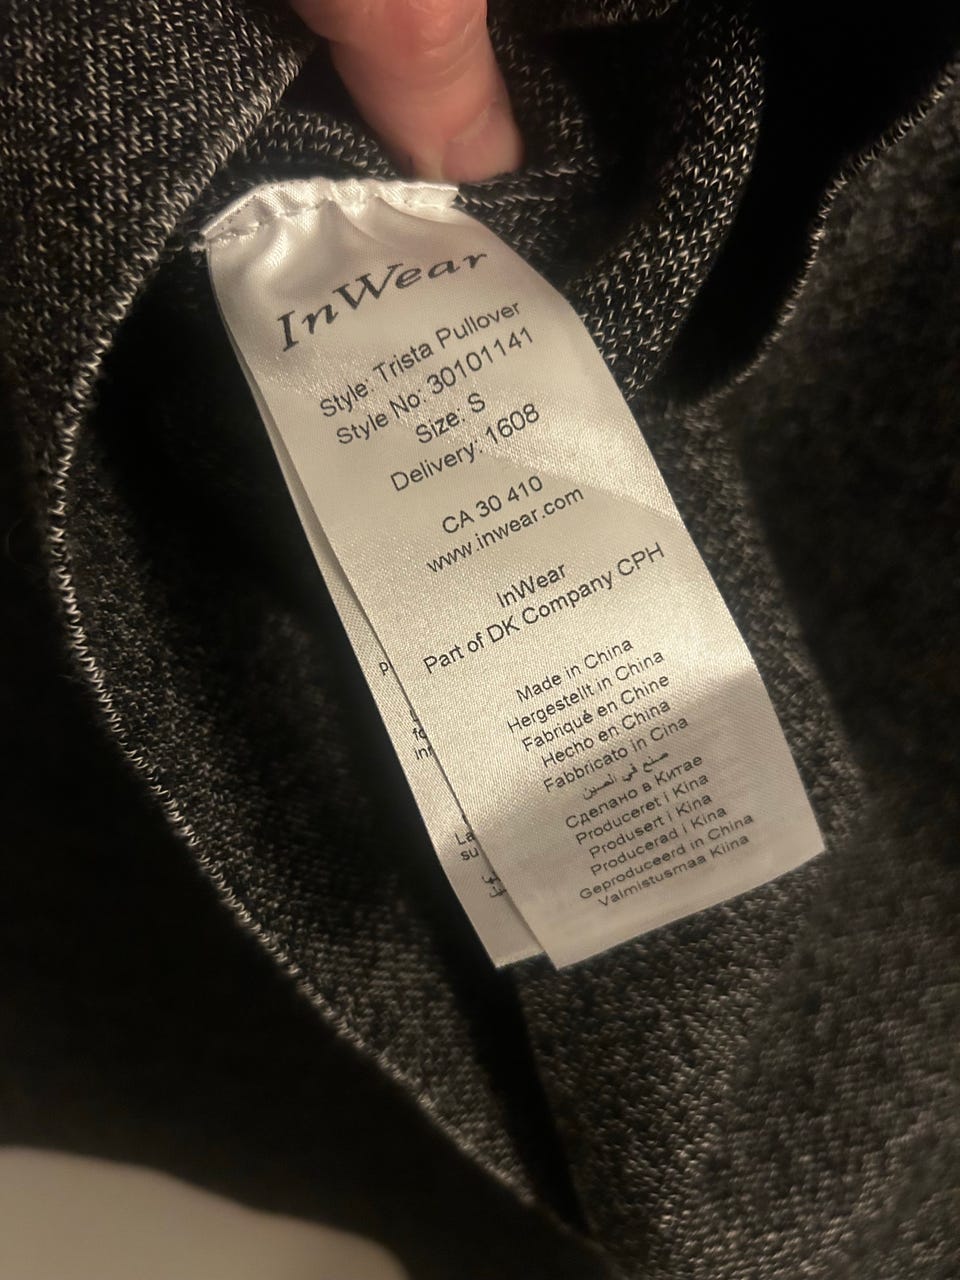 InWear
Style: Trista Pullover
Style No: 30101141
Size: S
Delivery: 1608
CA 30 410
www.inwear.com
InWear
Part of DK Company CPH
Made in China
Hergestellt in China
Fabriqué en Chine
Hecho en China
Fabbricato in Cina
صنع في الصين
Сделано в Китае
Produceret i Kina
Produsert i Kina
Producerad i Kina
Geproduceerd in China
Valmistusmaa Kiina